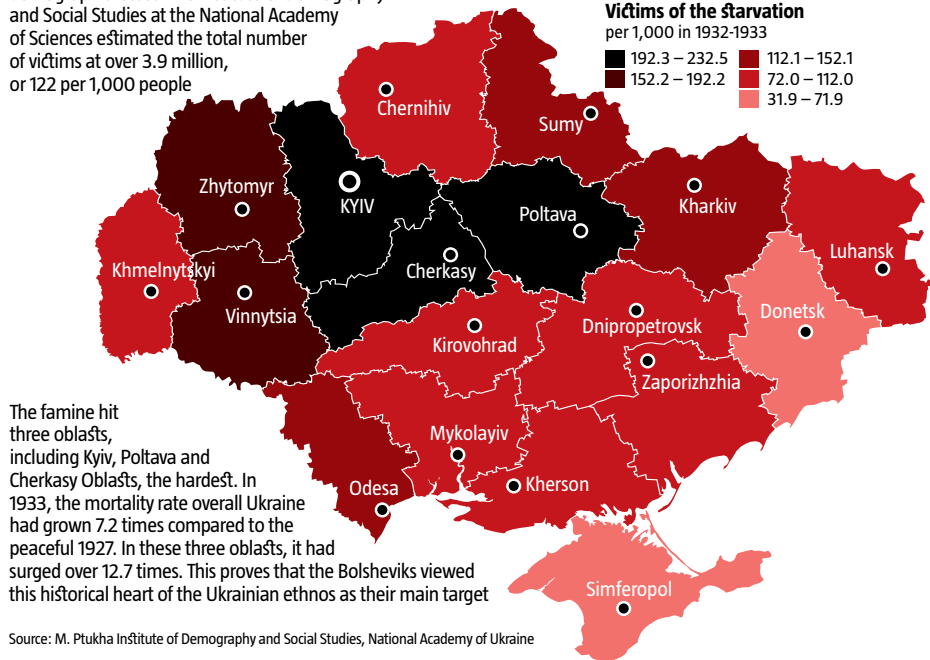 and Social Studies at the National Academy
of Sciences estimated the total number
of victims at over 3.9 million,
or 122 per 1,000 people
Victims of the starvation
per 1,000 in 1932-1933
192.3 – 232.5
152.2 – 192.2
112.1 – 152.1
72.0 – 112.0
31.9 – 71.9
Chernihiv
Sumy
Zhytomyr
KYIV
Poltava
Kharkiv
Luhansk
Khmelnytskyi
Cherkasy
Vinnytsia
Donetsk
Kirovohrad
Dnipropetrovsk
Zaporizhzhia
Mykolayiv
Odesa
Kherson
Simferopol
The famine hit
three oblasts,
including Kyiv, Poltava and
Cherkasy Oblasts, the hardest. In
1933, the mortality rate overall Ukraine
had grown 7.2 times compared to the
peaceful 1927. In these three oblasts, it had
surged over 12.7 times. This proves that the Bolsheviks viewed
this historical heart of the Ukrainian ethnos as their main target
Source: M. Ptukha Institute of Demography and Social Studies, National Academy of Ukraine